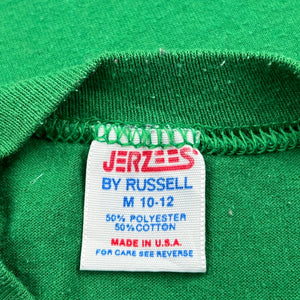 JERZEES
BY RUSSELL
M 10-12
50% POLYESTER
50% COTTON
MADE IN U.S.A.
FOR CARE SEE REVERSE